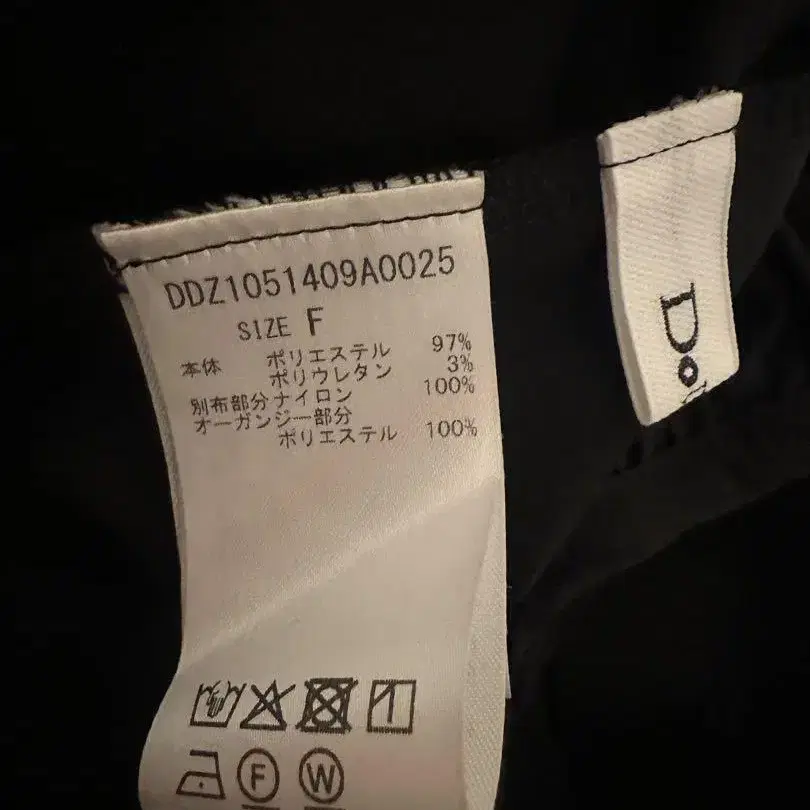 DDZ1051409A0025
SIZE F
本体 ポリエステル 97%
ポリウレタン 3%
別布部分ナイロン 100%
オーガンジー部分
ポリエステル 100%
F W
Do